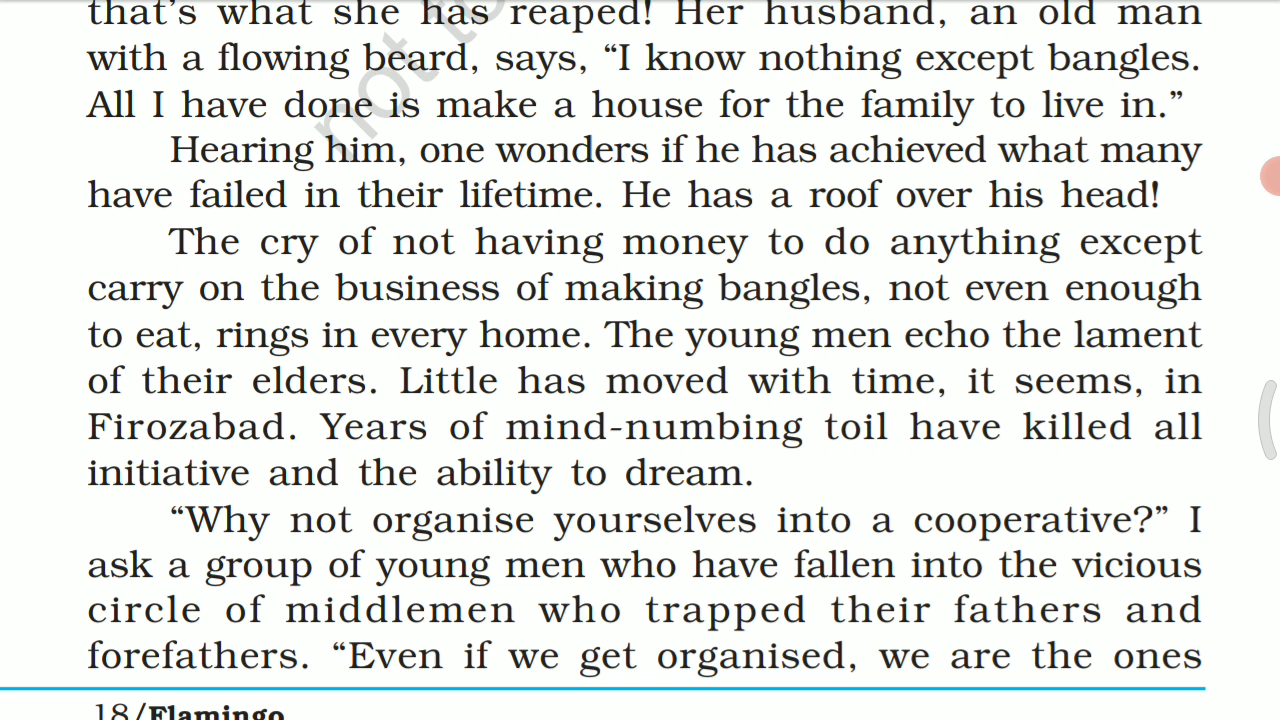 that's what she has reaped! Her husband, an old man
with a flowing beard, says, “I know nothing except bangles.
All I have done is make a house for the family to live in.”
Hearing him, one wonders if he has achieved what many
have failed in their lifetime. He has a roof over his head!
The cry of not having money to do anything except
carry on the business of making bangles, not even enough
to eat, rings in every home. The young men echo the lament
of their elders. Little has moved with time, it seems, in
Firozabad. Years of mind-numbing toil have killed all
initiative and the ability to dream.
“Why not organise yourselves into a cooperative?” I
ask a group of young men who have fallen into the vicious
circle of middlemen who trapped their fathers and
forefathers. “Even if we get organised, we are the ones
18/Flamingo
not to